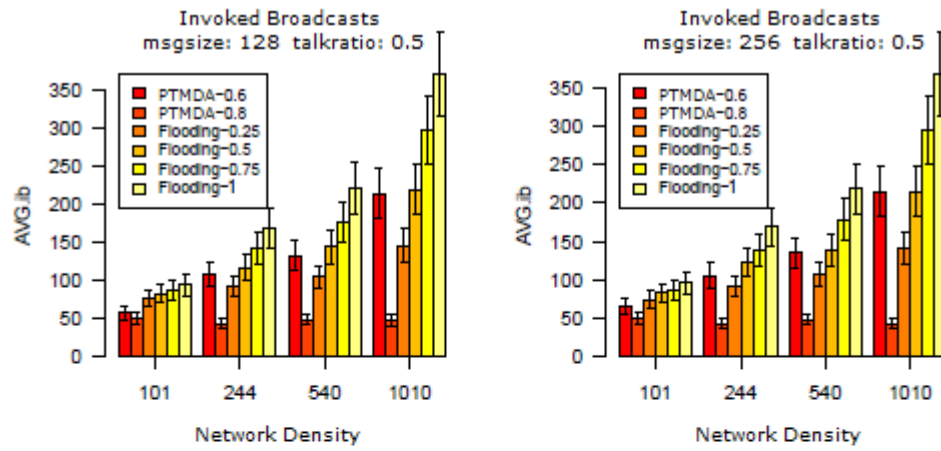 Invoked Broadcasts
msgsize: 128 talkratio: 0.5
350
300
250
200
150
100
50
0
AVG.ib
PTMDA-0.6
PTMDA-0.8
Flooding-0.25
Flooding-0.5
Flooding-0.75
Flooding-1
101 244 540 1010
Network Density
Invoked Broadcasts
msgsize: 256 talkratio: 0.5
350
300
250
200
150
100
50
0
AVG.ib
PTMDA-0.6
PTMDA-0.8
Flooding-0.25
Flooding-0.5
Flooding-0.75
Flooding-1
101 244 540 1010
Network Density